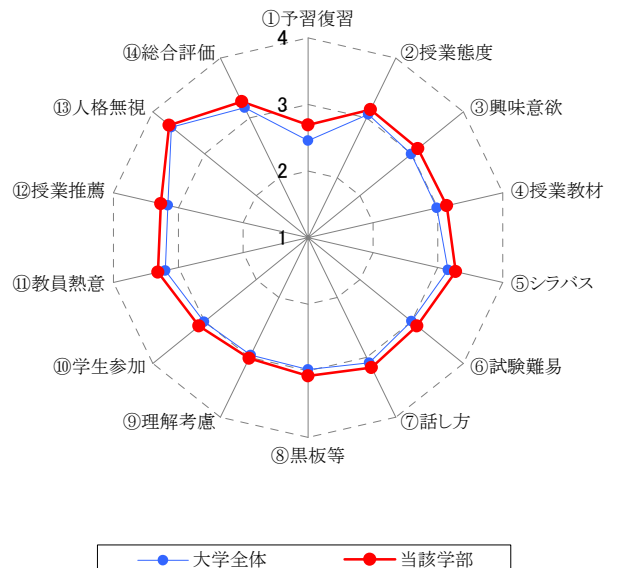 ①予習復習
②授業態度
③興味意欲
④授業教材
⑤シラバス
⑥試験難易
⑦話し方
⑧黒板等
⑨理解考慮
⑩学生参加
⑪教員熱意
⑫授業推薦
⑬人格無視
⑭総合評価
4
3
2
1
大学全体
当該学部